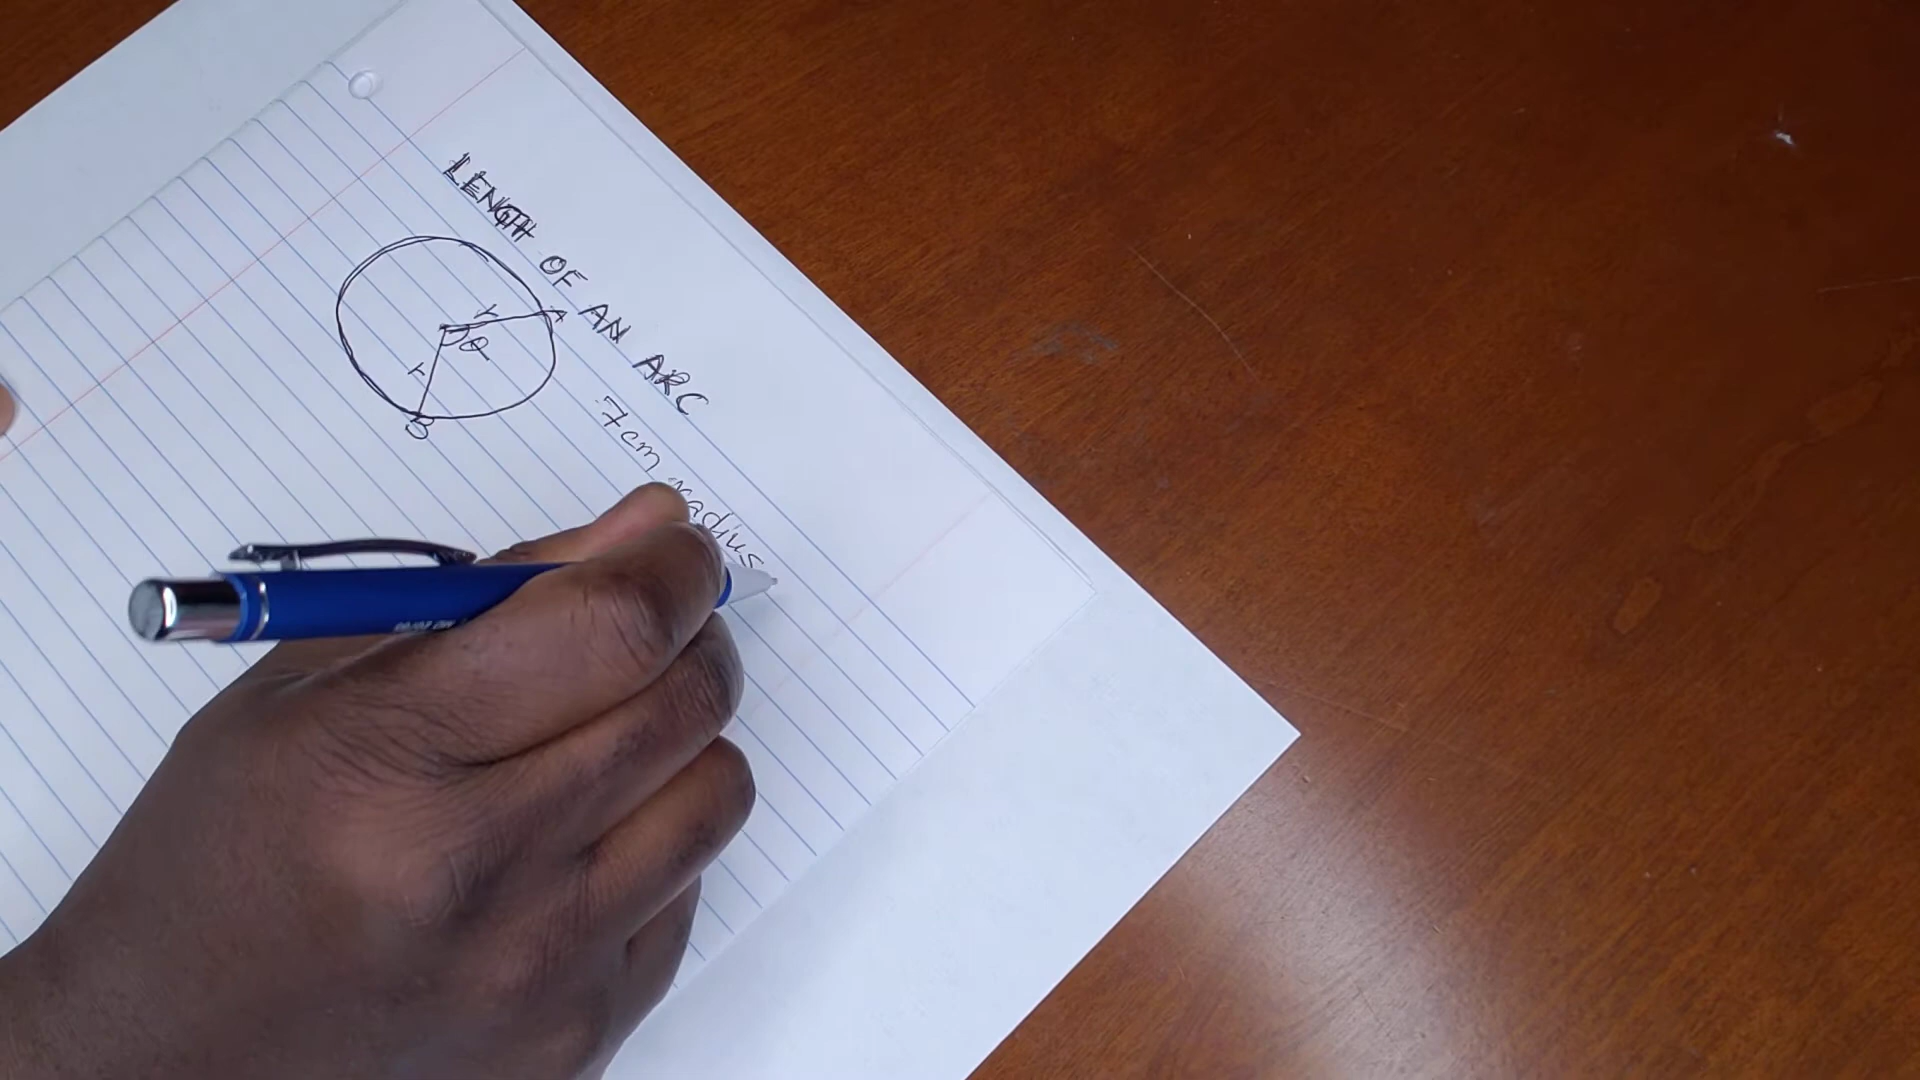 LENGTH OF AN ARC
7cm radius
r
A
θ
r
B